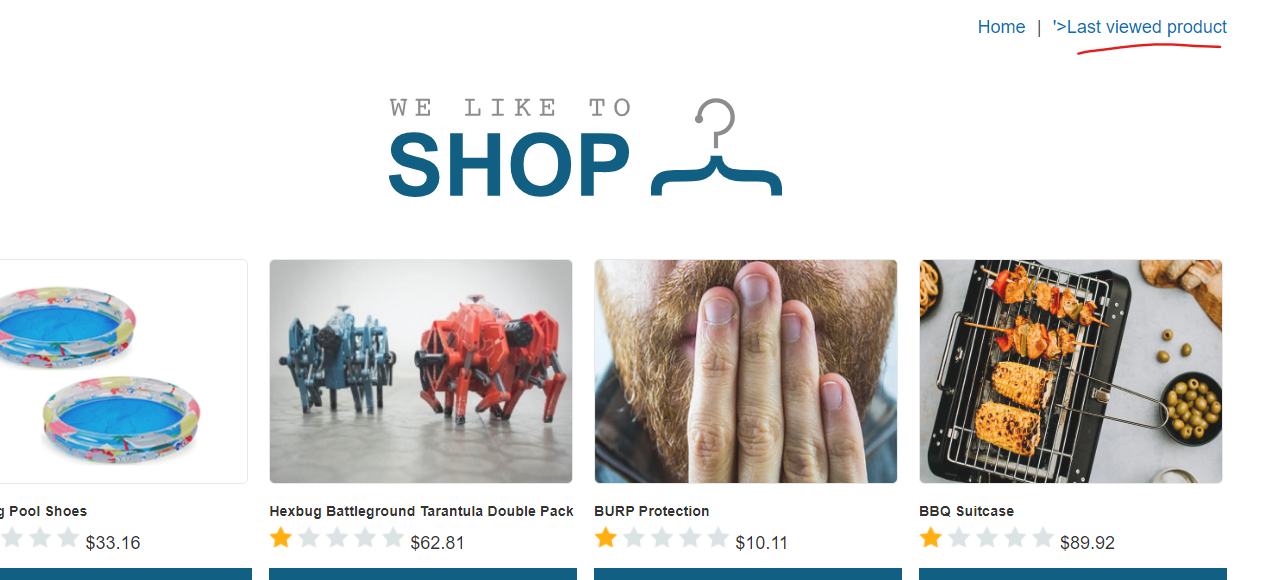 Home | '>Last viewed product
WE LIKE TO
SHOP
g Pool Shoes
Hexbug Battleground Tarantula Double Pack
BURP Protection
BBQ Suitcase
$33.16
$62.81
$10.11
$89.92